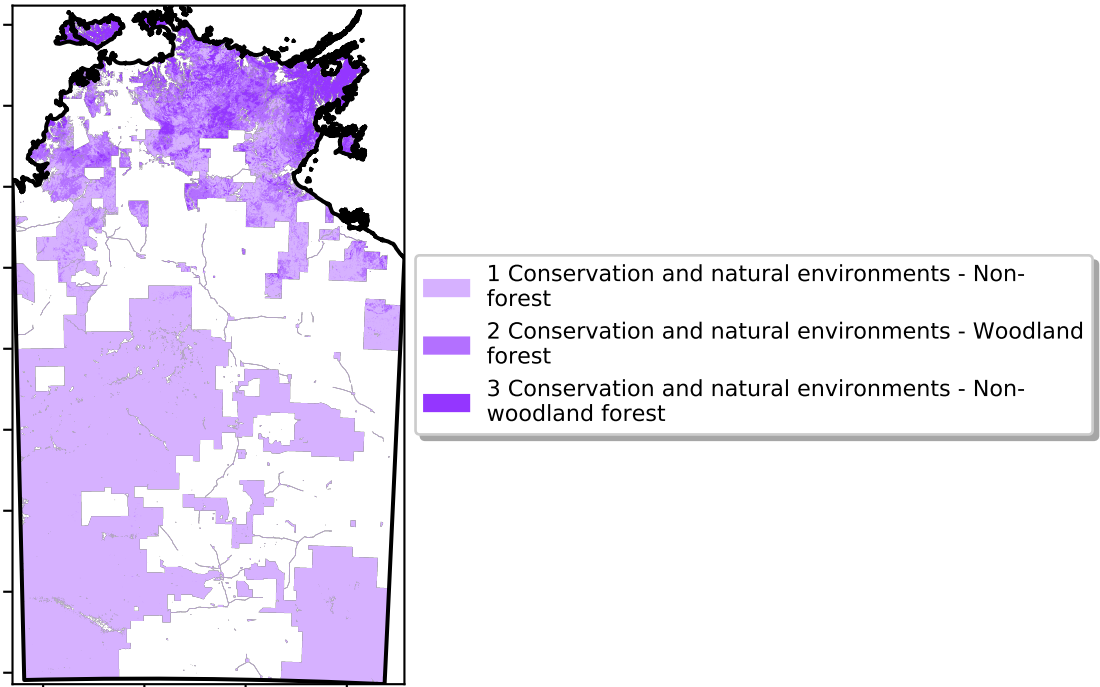 1 Conservation and natural environments - Non-
forest
2 Conservation and natural environments - Woodland
forest
3 Conservation and natural environments - Non-
woodland forest